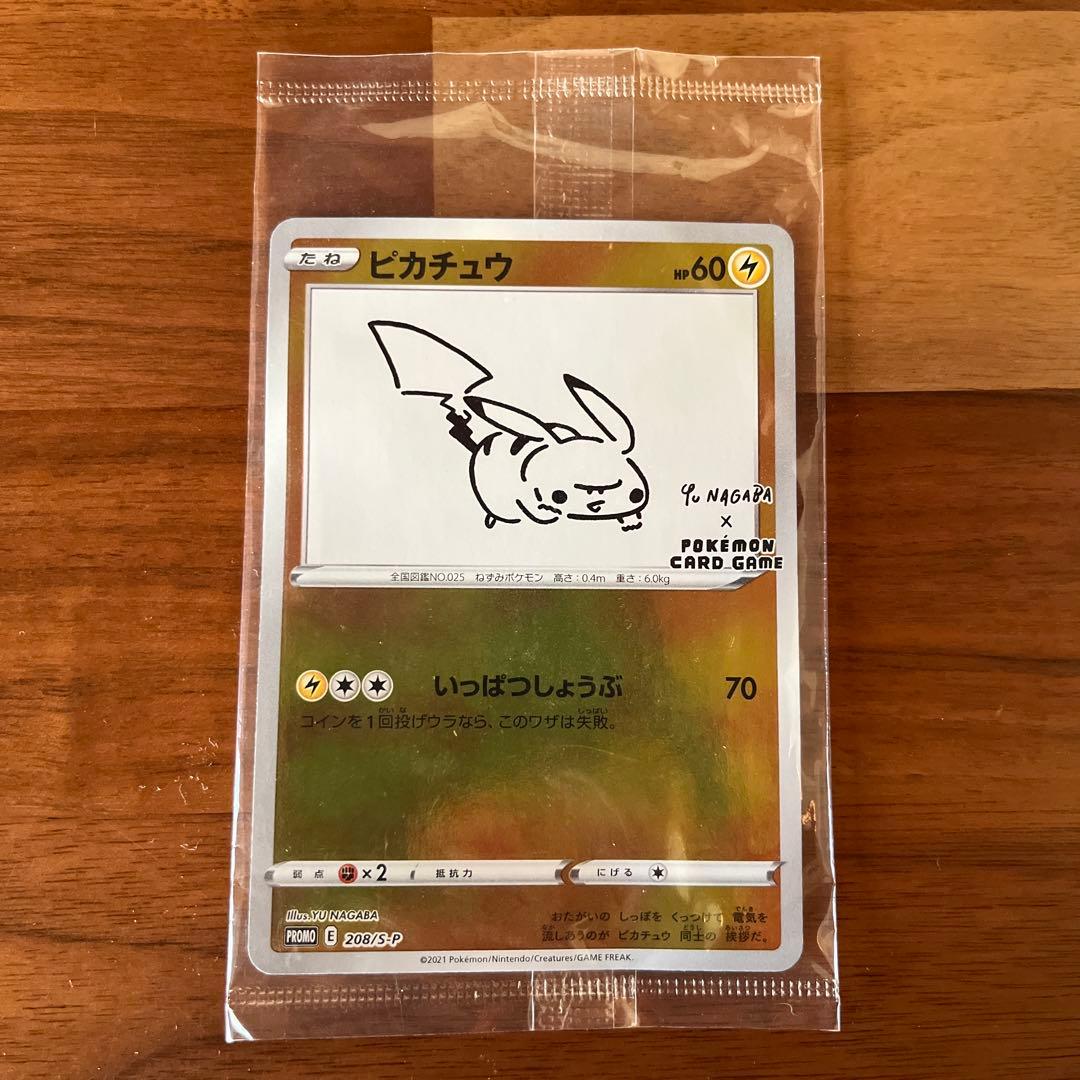 たね ピカチュウ HP60
Yu NAGABA
×
POKÉMON
CARD GAME
全国図鑑NO.025 ねずみポケモン 高さ:0.4m 重さ:6.0kg
いっぱつしょうぶ 70
コインを1回投げウラなら、このワザは失敗。
弱点 ×2 抵抗力 にげる
Illus.YU NAGABA
PROMO E 208/S-P
おたがいの しっぽを くっつけて 電気を
流しあうのが ピカチュウ 同士の 挨拶だ。
©2021 Pokémon/Nintendo/Creatures/GAME FREAK.